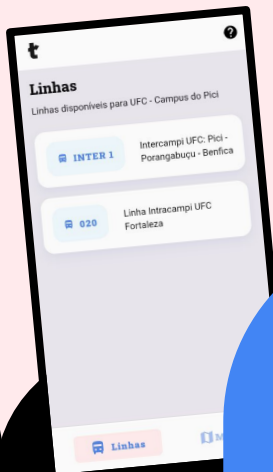 t
Linhas
Linhas disponíveis para UFC - Campus do Pici
INTER 1
Intercampi UFC: Pici -
Porangabuçu - Benfica
020
Linha Intracampi UFC
Fortaleza
Linhas
M